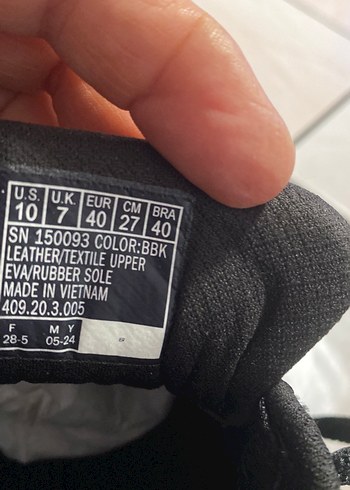 U.S. U.K. EUR CM BRA
10 7 40 27 40
SN 150093 COLOR:BBK
LEATHER/TEXTILE UPPER
EVA/RUBBER SOLE
MADE IN VIETNAM
409.20.3.005
F M Y
28-5 05-24